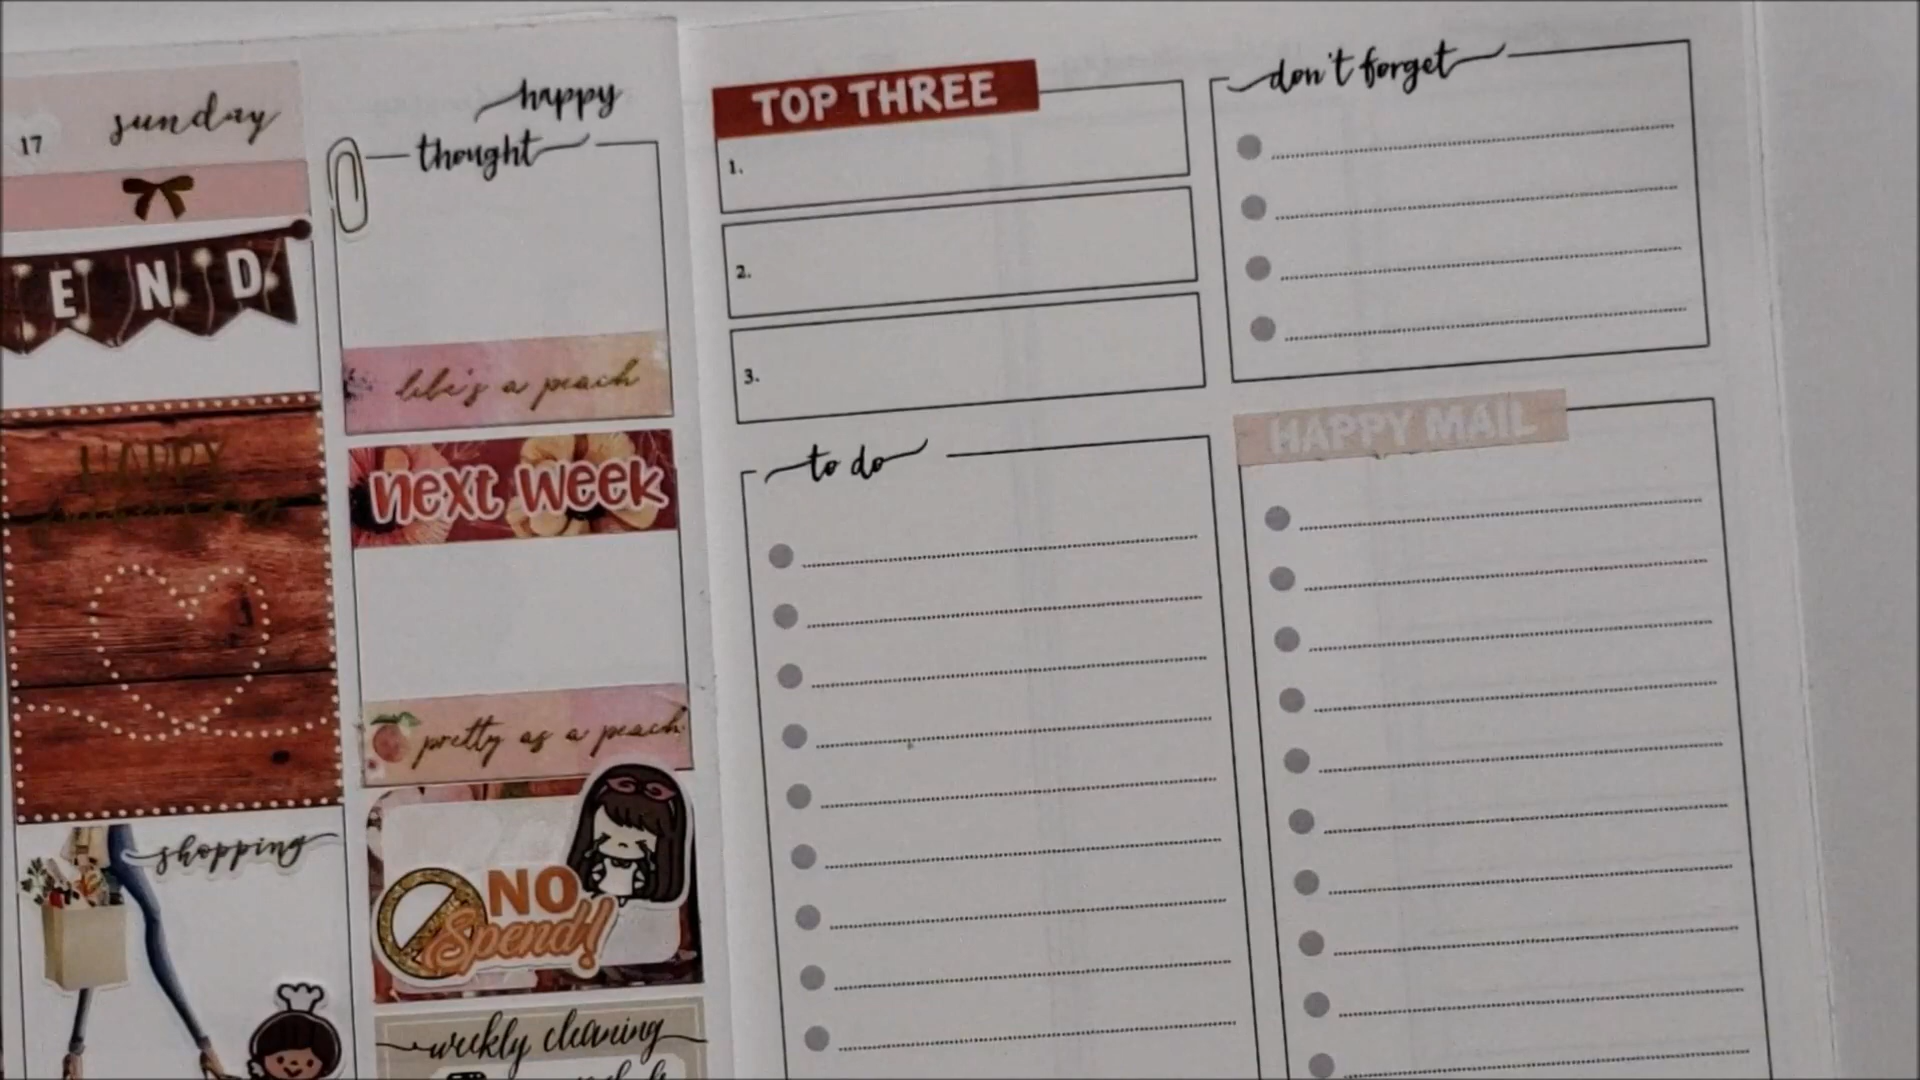 17 sunday
END
HAPPY
shopping
happy
thought
life's a peach
next week
pretty as a peach
NO
Spend!
weekly cleaning
TOP THREE
1.
2.
3.
to do
don't forget
HAPPY MAIL